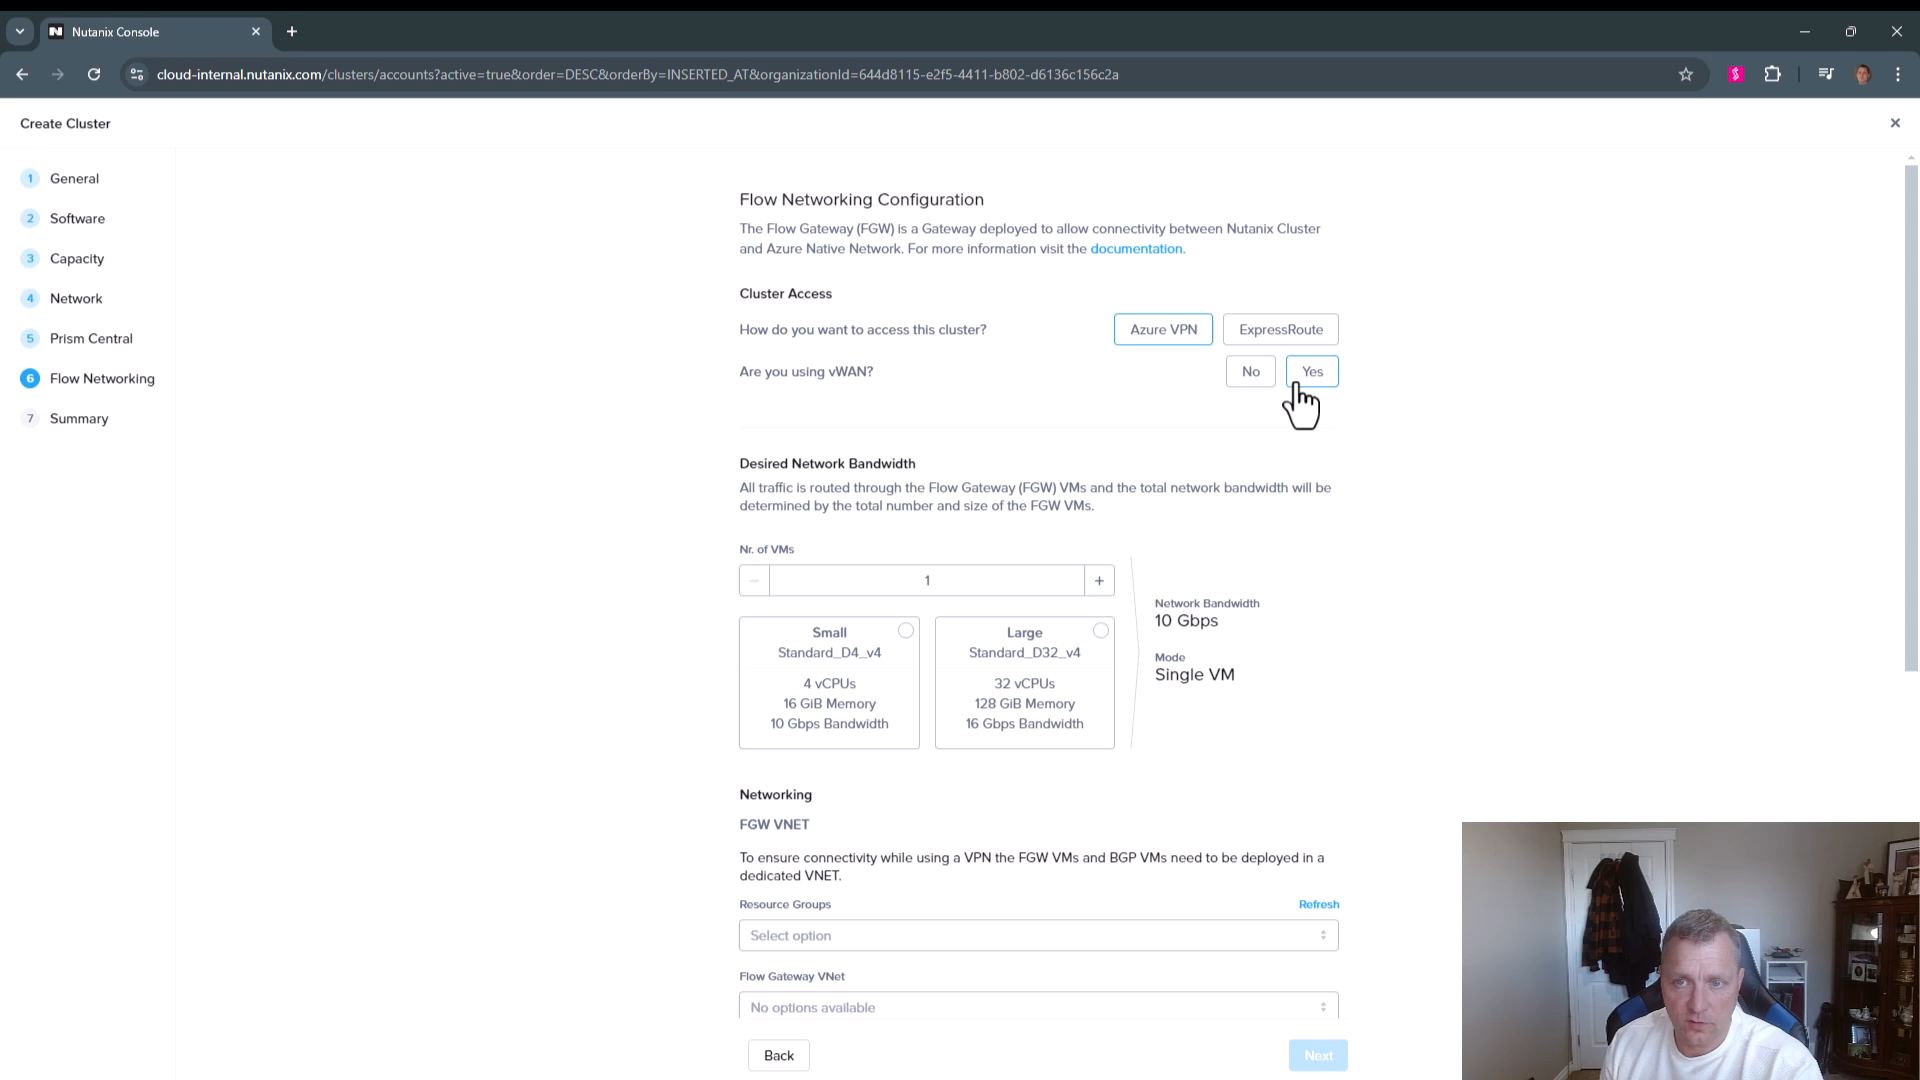 Nutanix Console
cloud-internal.nutanix.com/clusters/accounts?active=true&order=DESC&orderBy=INSERTED_AT&organizationId=644d8115-e2f5-4411-b802-d6136c156c2a
Create Cluster
1 General
2 Software
3 Capacity
4 Network
5 Prism Central
6 Flow Networking
7 Summary
Flow Networking Configuration
The Flow Gateway (FGW) is a Gateway deployed to allow connectivity between Nutanix Cluster
and Azure Native Network. For more information visit the documentation.
Cluster Access
How do you want to access this cluster? Azure VPN ExpressRoute
Are you using vWAN? No Yes
Desired Network Bandwidth
All traffic is routed through the Flow Gateway (FGW) VMs and the total network bandwidth will be
determined by the total number and size of the FGW VMs.
Nr. of VMs
1
Small
Standard_D4_v4
4 vCPUs
16 GiB Memory
10 Gbps Bandwidth
Large
Standard_D32_v4
32 vCPUs
128 GiB Memory
16 Gbps Bandwidth
Network Bandwidth
10 Gbps
Mode
Single VM
Networking
FGW VNET
To ensure connectivity while using a VPN the FGW VMs and BGP VMs need to be deployed in a
dedicated VNET.
Resource Groups Refresh
Select option
Flow Gateway VNet
No options available
Back Next